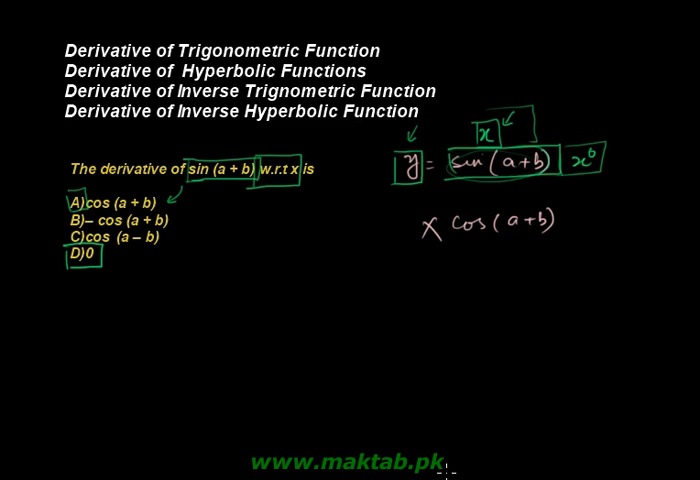 Derivative of Trigonometric Function
Derivative of Hyperbolic Functions
Derivative of Inverse Trignometric Function
Derivative of Inverse Hyperbolic Function
The derivative of sin (a + b) w.r.t x is
A)cos (a + b)
B)– cos (a + b)
C)cos (a – b)
D)0
x
y = sin (a+b) x⁰
× cos (a+b)
www.maktab.pk